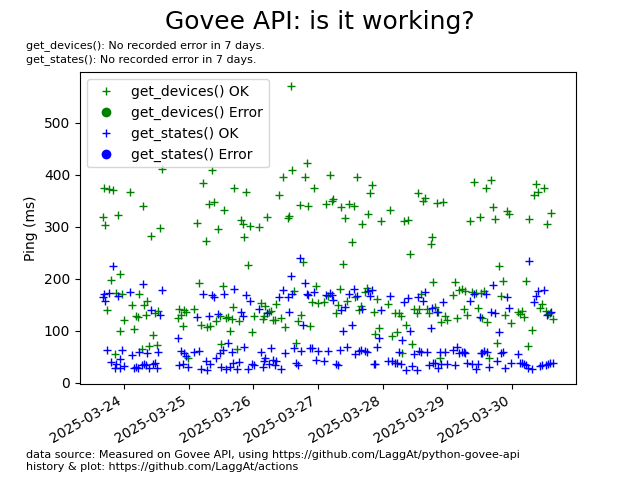 Govee API: is it working?
get_devices(): No recorded error in 7 days.
get_states(): No recorded error in 7 days.
get_devices() OK
get_devices() Error
get_states() OK
get_states() Error
Ping (ms)
500
400
300
200
100
0
2025-03-24
2025-03-25
2025-03-26
2025-03-27
2025-03-28
2025-03-29
2025-03-30
data source: Measured on Govee API, using https://github.com/LaggAt/python-govee-api
history & plot: https://github.com/LaggAt/actions